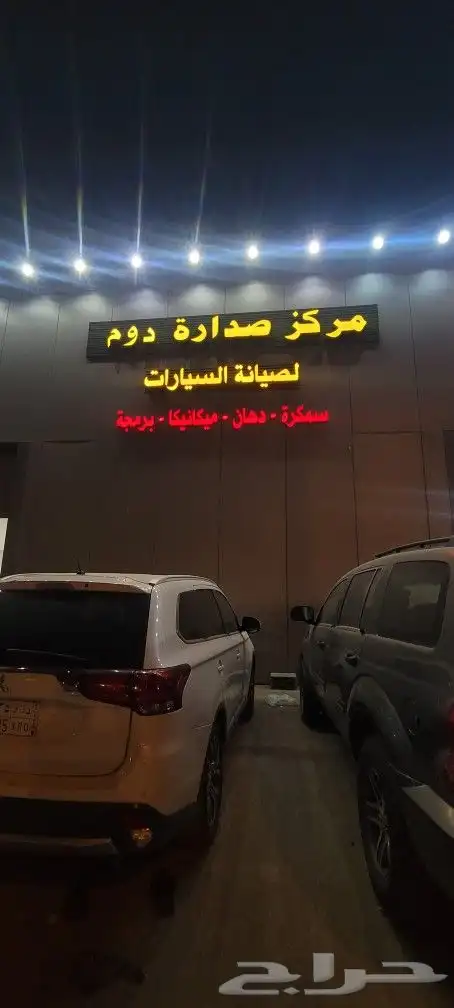 مركز صدارة دوم
لصيانة السيارات
سمكرة - دهان - ميكانيكا - برمجة
حراج